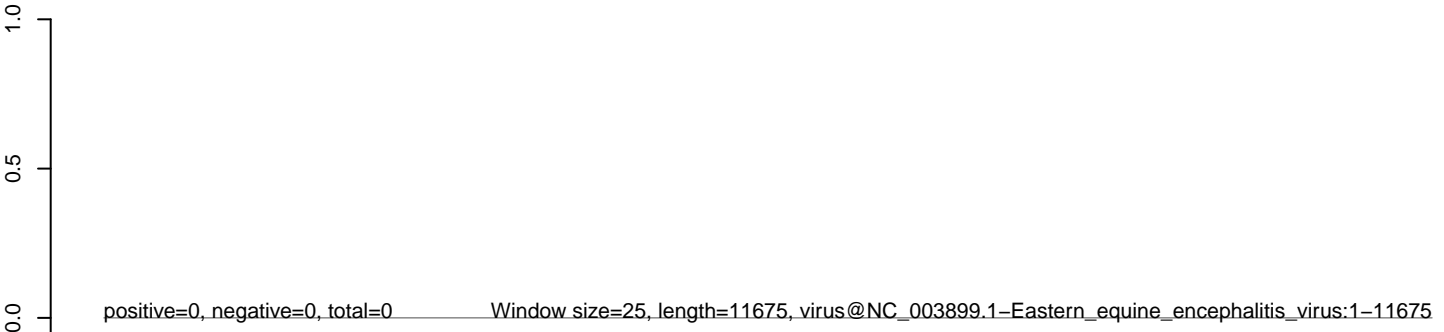 1.0
0.5
0.0
positive=0, negative=0, total=0 Window size=25, length=11675, virus@NC_003899.1−Eastern_equine_encephalitis_virus:1−11675